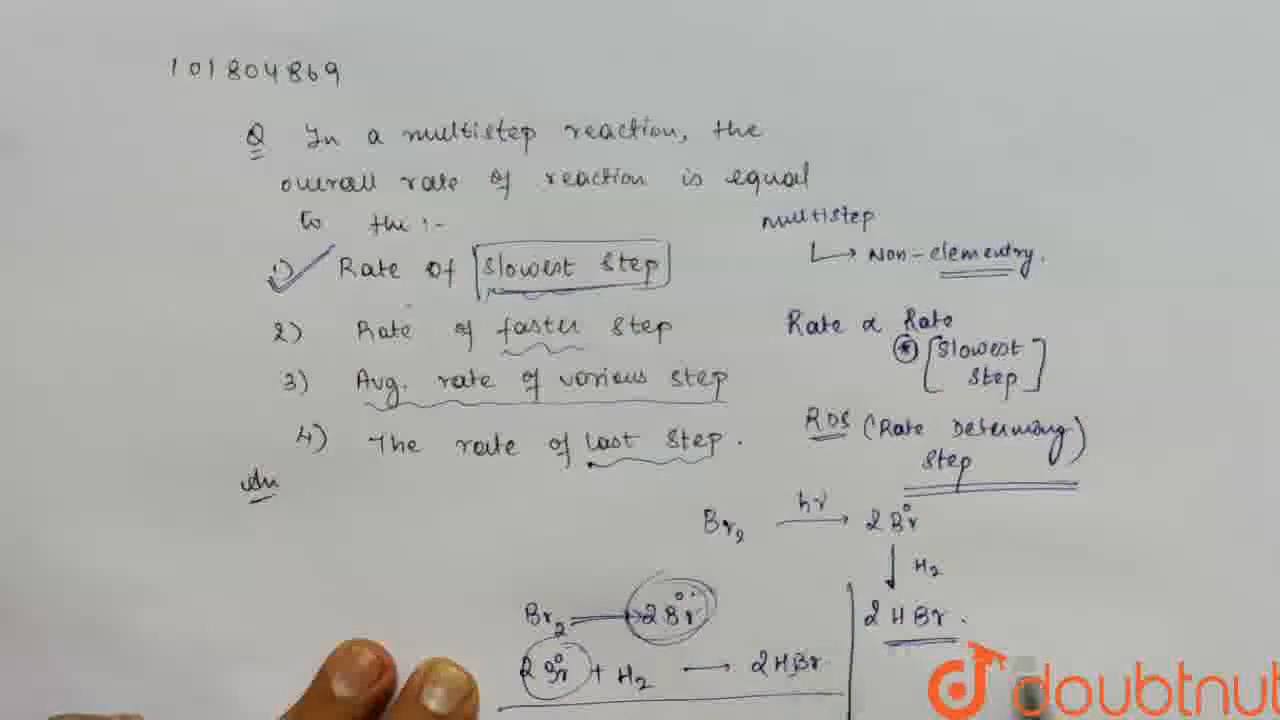 101804869
Q In a multistep reaction, the
overall rate of reaction is equal
to the :-
1) Rate of slowest step
2) Rate of faster step
3) Avg. rate of various step
4) The rate of last step.
Ans
multistep
↳ Non-elementry.
Rate ∝ Rate
[slowest
step]
RDS (Rate Determing
step)
Br₂ hν → 2Br°
↓ H₂
2HBr.
Br₂ → 2Br°
2Br° + H₂ → 2HBr
doubtnut